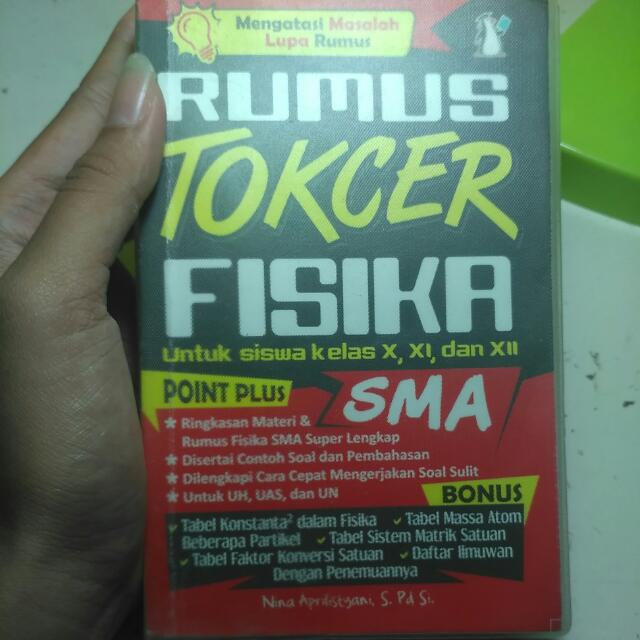 Mengatasi Masalah
Lupa Rumus
RUMUS
TOKCER
FISIKA
untuk siswa kelas X, XI, dan XII
SMA
POINT PLUS
★ Ringkasan Materi &
Rumus Fisika SMA Super Lengkap
★ Disertai Contoh Soal dan Pembahasan
★ Dilengkapi Cara Cepat Mengerjakan Soal Sulit
★ Untuk UH, UAS, dan UN
BONUS
✓ Tabel Konstanta² dalam Fisika ✓ Tabel Massa Atom
Beberapa Partikel ✓ Tabel Sistem Matrik Satuan
✓ Tabel Faktor Konversi Satuan ✓ Daftar Ilmuwan
Dengan Penemuannya
Nina Aprilistyani, S. Pd Si.